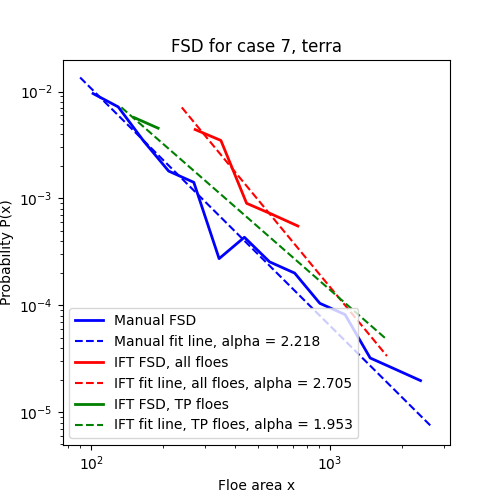 FSD for case 7, terra
Probability P(x)
10⁻²
10⁻³
10⁻⁴
10⁻⁵
Manual FSD
Manual fit line, alpha = 2.218
IFT FSD, all floes
IFT fit line, all floes, alpha = 2.705
IFT FSD, TP floes
IFT fit line, TP floes, alpha = 1.953
10²
10³
Floe area x